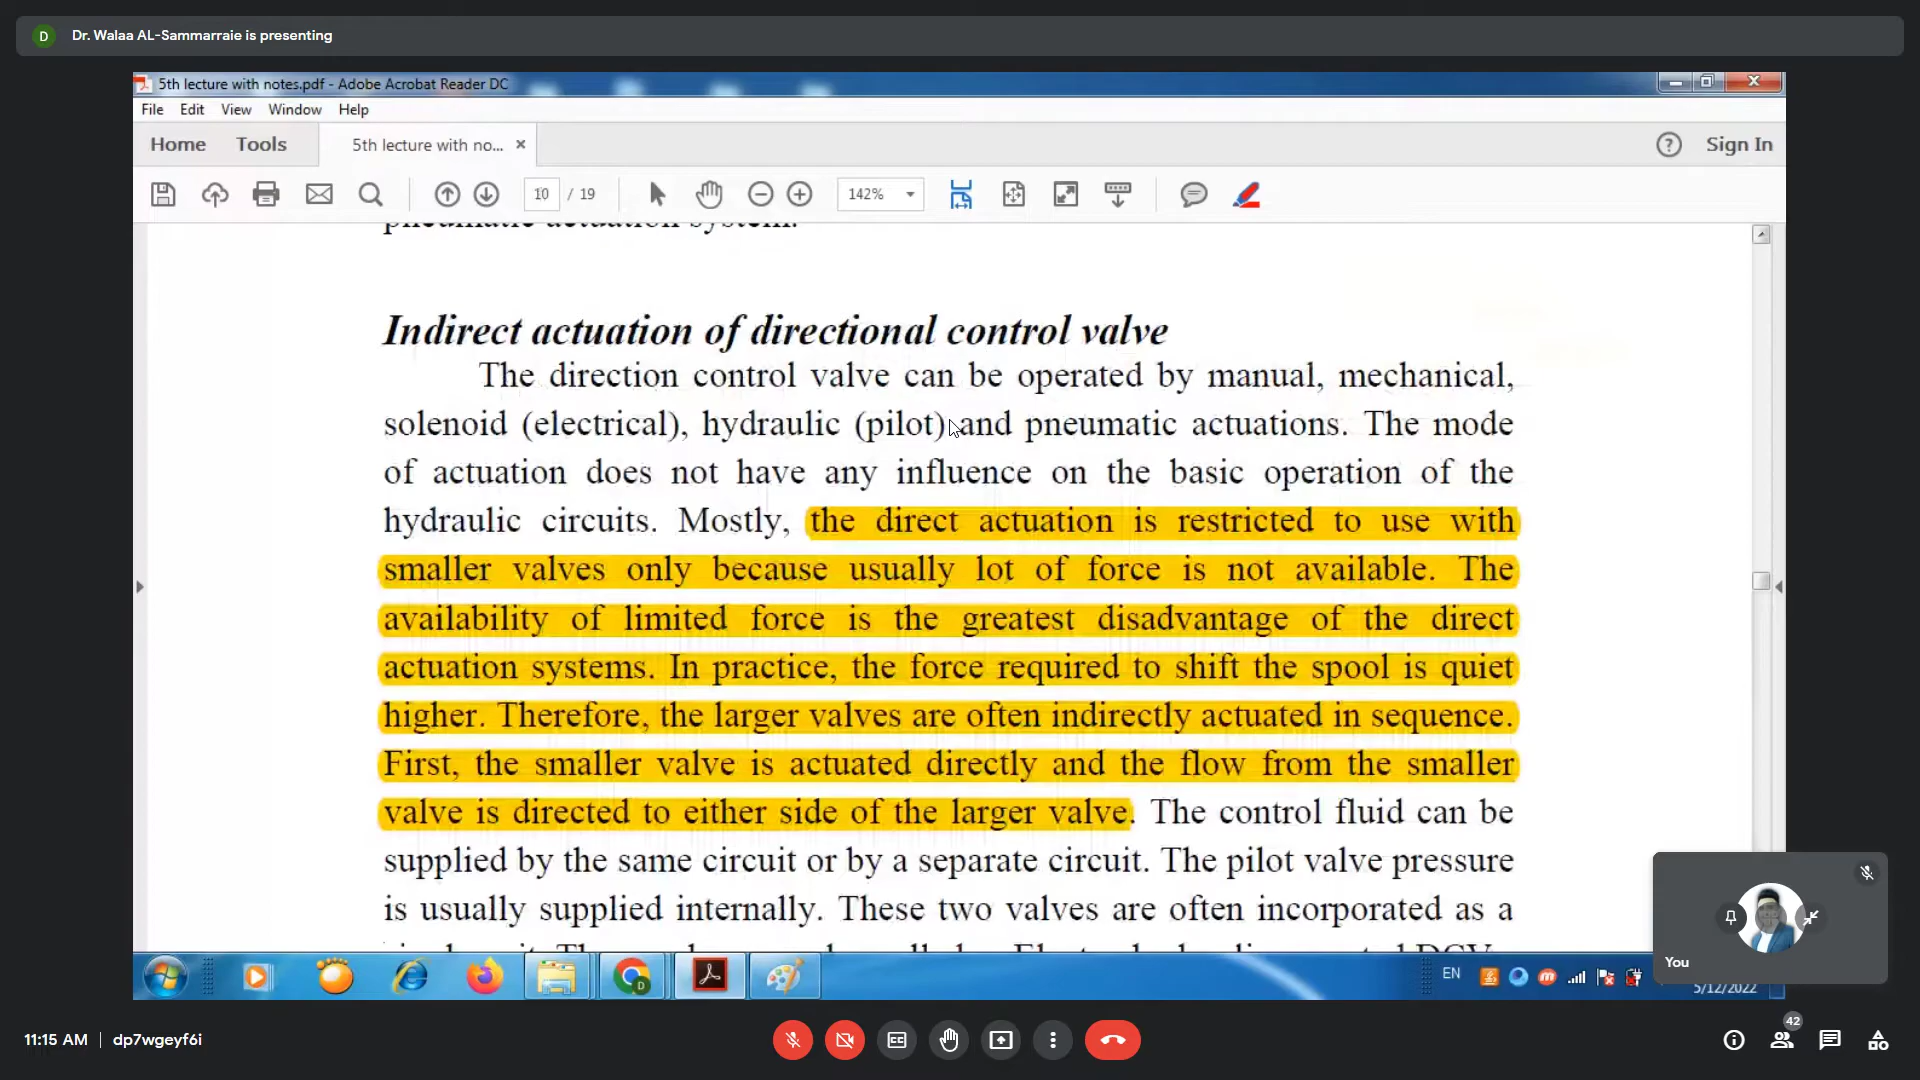 D Dr. Walaa AL-Sammarraie is presenting
5th lecture with notes.pdf - Adobe Acrobat Reader DC
File Edit View Window Help
Home Tools 5th lecture with no... × ? Sign In
10 / 19 142%
pneumatic actuation system.
Indirect actuation of directional control valve
The direction control valve can be operated by manual, mechanical,
solenoid (electrical), hydraulic (pilot) and pneumatic actuations. The mode
of actuation does not have any influence on the basic operation of the
hydraulic circuits. Mostly, the direct actuation is restricted to use with
smaller valves only because usually lot of force is not available. The
availability of limited force is the greatest disadvantage of the direct
actuation systems. In practice, the force required to shift the spool is quiet
higher. Therefore, the larger valves are often indirectly actuated in sequence.
First, the smaller valve is actuated directly and the flow from the smaller
valve is directed to either side of the larger valve. The control fluid can be
supplied by the same circuit or by a separate circuit. The pilot valve pressure
is usually supplied internally. These two valves are often incorporated as a
You
EN
5/12/2022
11:15 AM | dp7wgeyf6i
42